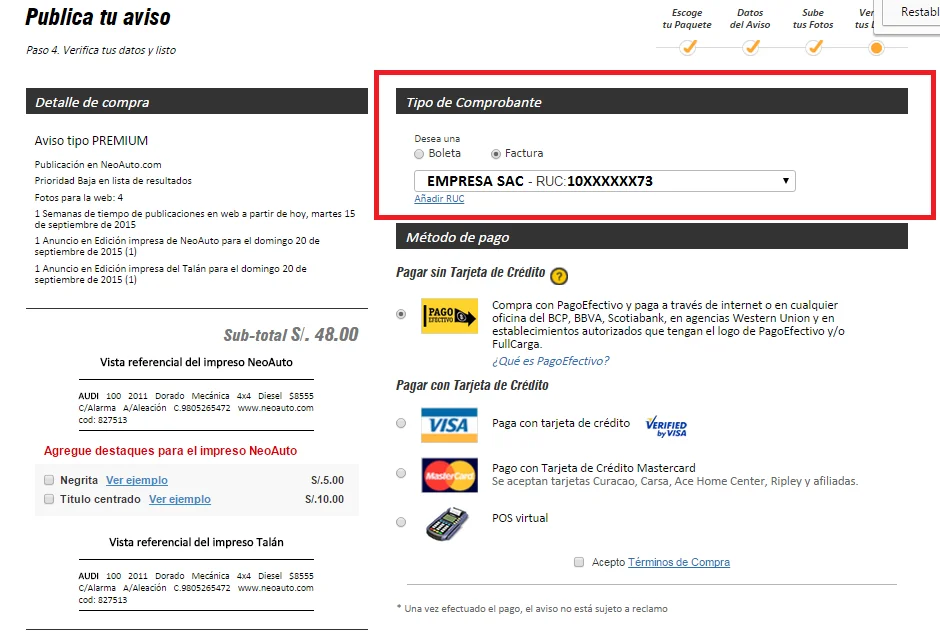 Publica tu aviso
Paso 4. Verifica tus datos y listo
Escoge
tu Paquete
Datos
del Aviso
Sube
tus Fotos
Restabl
Detalle de compra
Aviso tipo PREMIUM
Publicación en NeoAuto.com
Prioridad Baja en lista de resultados
Fotos para la web: 4
1 Semanas de tiempo de publicaciones en web a partir de hoy, martes 15
de septiembre de 2015
1 Anuncio en Edición impresa de NeoAuto para el domingo 20 de
septiembre de 2015 (1)
1 Anuncio en Edición impresa del Talán para el domingo 20 de
septiembre de 2015 (1)
Sub-total S/. 48.00
Vista referencial del impreso NeoAuto
AUDI 100 2011 Dorado Mecánica 4x4 Diesel $8555
C/Alarma A/Aleación C.9805265472 www.neoauto.com
cod: 827513
Agregue destaques para el impreso NeoAuto
Negrita Ver ejemplo S/.5.00
Titulo centrado Ver ejemplo S/.10.00
Vista referencial del impreso Talán
AUDI 100 2011 Dorado Mecánica 4x4 Diesel $8555
C/Alarma A/Aleación C.9805265472 www.neoauto.com
cod: 827513
Tipo de Comprobante
Desea una
Boleta Factura
EMPRESA SAC - RUC:10XXXXXX73
Añadir RUC
Método de pago
Pagar sin Tarjeta de Crédito ?
PAGO
EFECTIVO
Compra con PagoEfectivo y paga a través de internet o en cualquier
oficina del BCP, BBVA, Scotiabank, en agencias Western Union y en
establecimientos autorizados que tengan el logo de PagoEfectivo y/o
FullCarga.
¿Qué es PagoEfectivo?
Pagar con Tarjeta de Crédito
VISA
Paga con tarjeta de crédito
VERIFIED
by VISA
MasterCard
Pago con Tarjeta de Crédito Mastercard
Se aceptan tarjetas Curacao, Carsa, Ace Home Center, Ripley y afiliadas.
POS virtual
Acepto Términos de Compra
* Una vez efectuado el pago, el aviso no está sujeto a reclamo